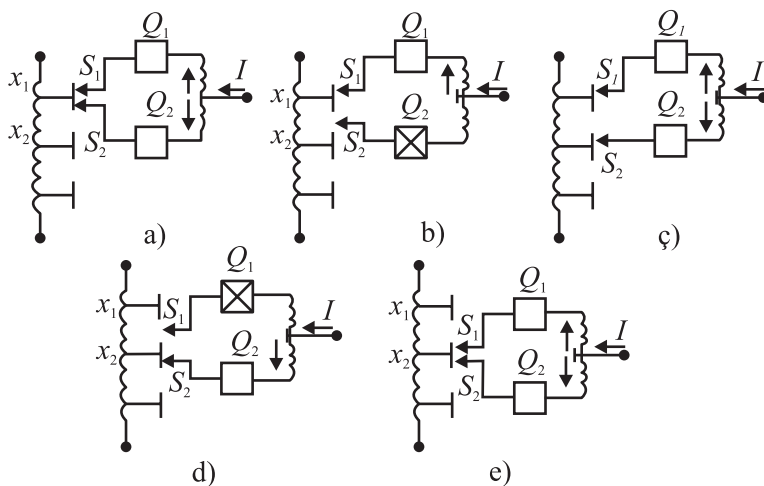 Q₁
x₁ S₁ I
Q₂
x₂ S₂
a)
Q₁
S₁ I
x₁
Q₂
x₂ S₂
b)
Q₁
S₁ I
Q₂
S₂
ç)
Q₁
x₁ S₁ I
x₂ Q₂
S₂
d)
Q₁
x₁ S₁ I
x₂ Q₂
S₂
e)